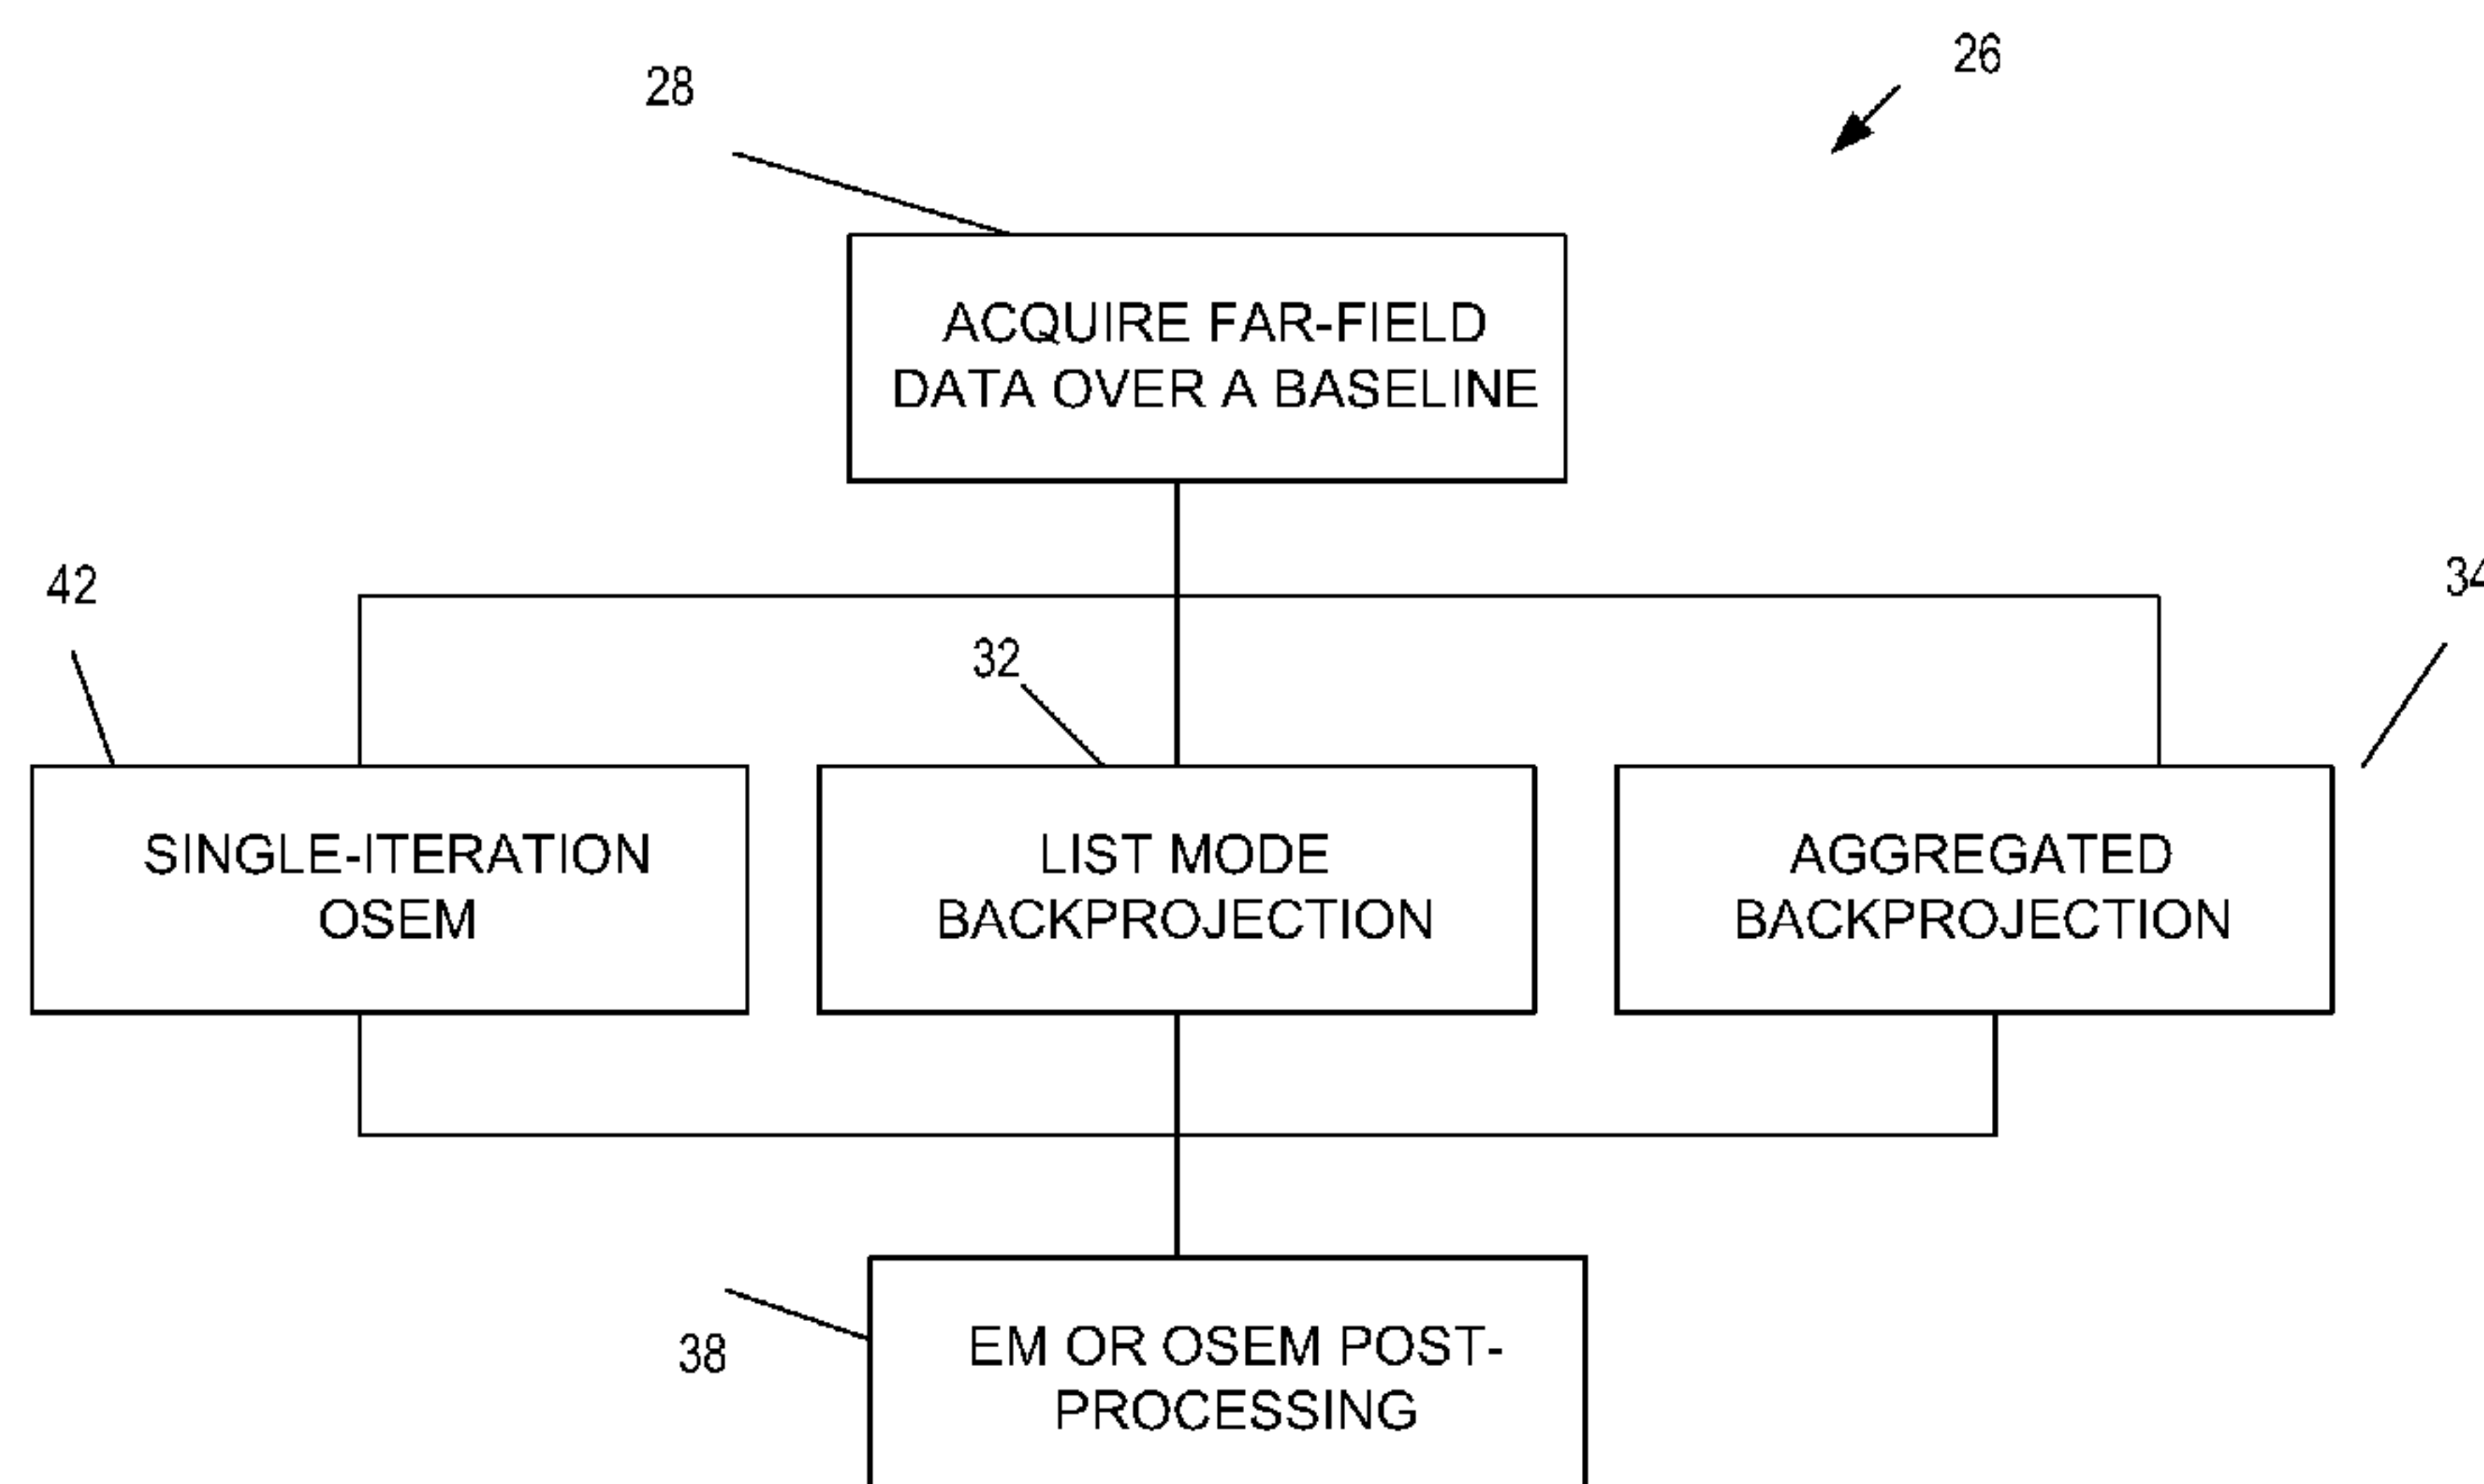 26
28
ACQUIRE FAR-FIELD
DATA OVER A BASELINE
42
34
32
SINGLE-ITERATION
OSEM
LIST MODE
BACKPROJECTION
AGGREGATED
BACKPROJECTION
38
EM OR OSEM POST-
PROCESSING